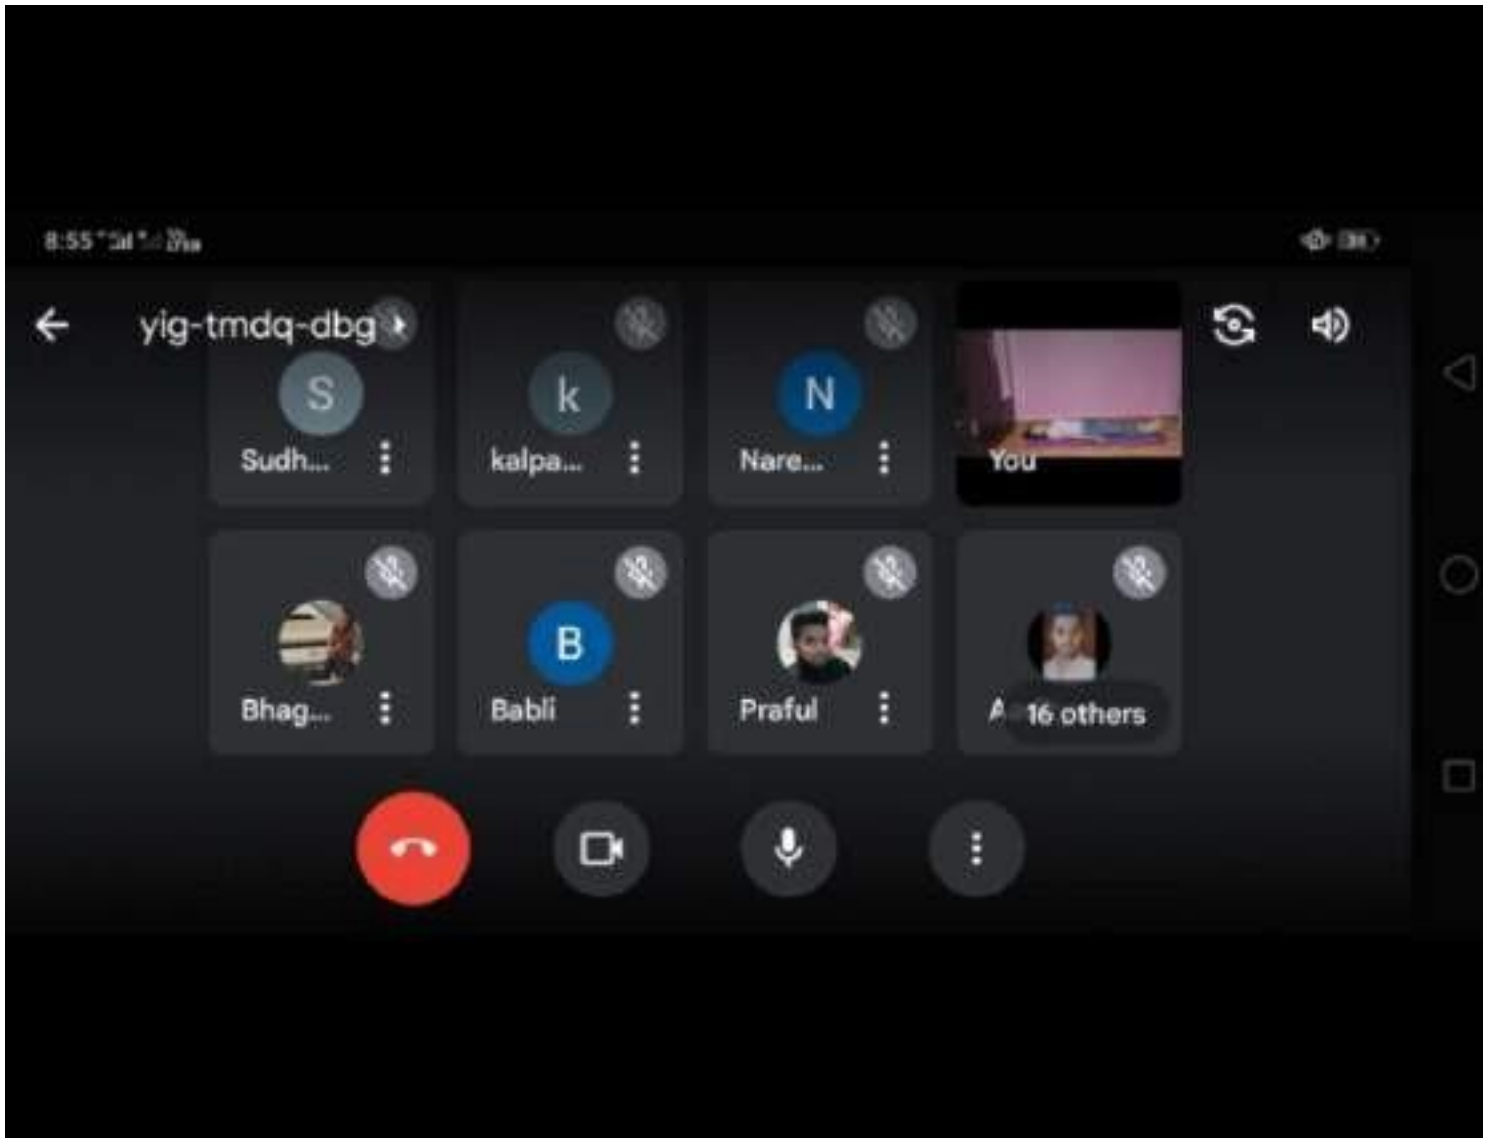 8:55
yig-tmdq-dbg
S
k
N
Sudh...
kalpa...
Nare...
You
B
Bhag...
Babli
Praful
A
16 others